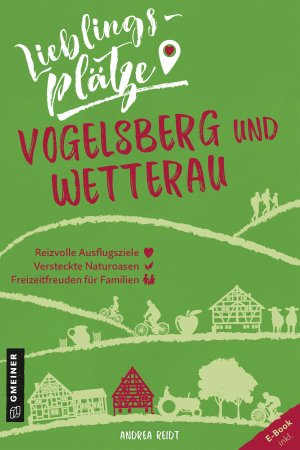 Lieblings-
plätze
VOGELSBERG UND
WETTERAU
Reizvolle Ausflugsziele
Versteckte Naturoasen
Freizeitfreuden für Familien
GMEINER
ANDREA REIDT
E-Book
inkl.